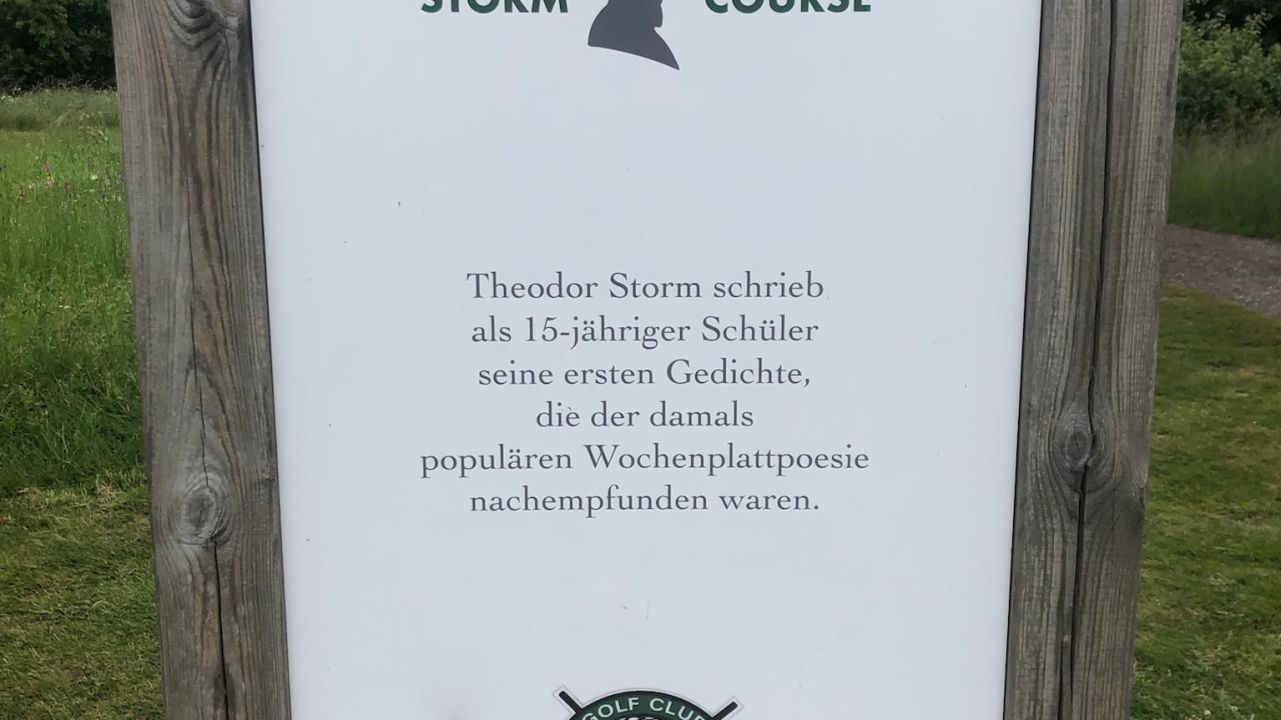 STORM COURSE
Theodor Storm schrieb
als 15-jähriger Schüler
seine ersten Gedichte,
die der damals
populären Wochenplattpoesie
nachempfunden waren.
GOLF CLUB